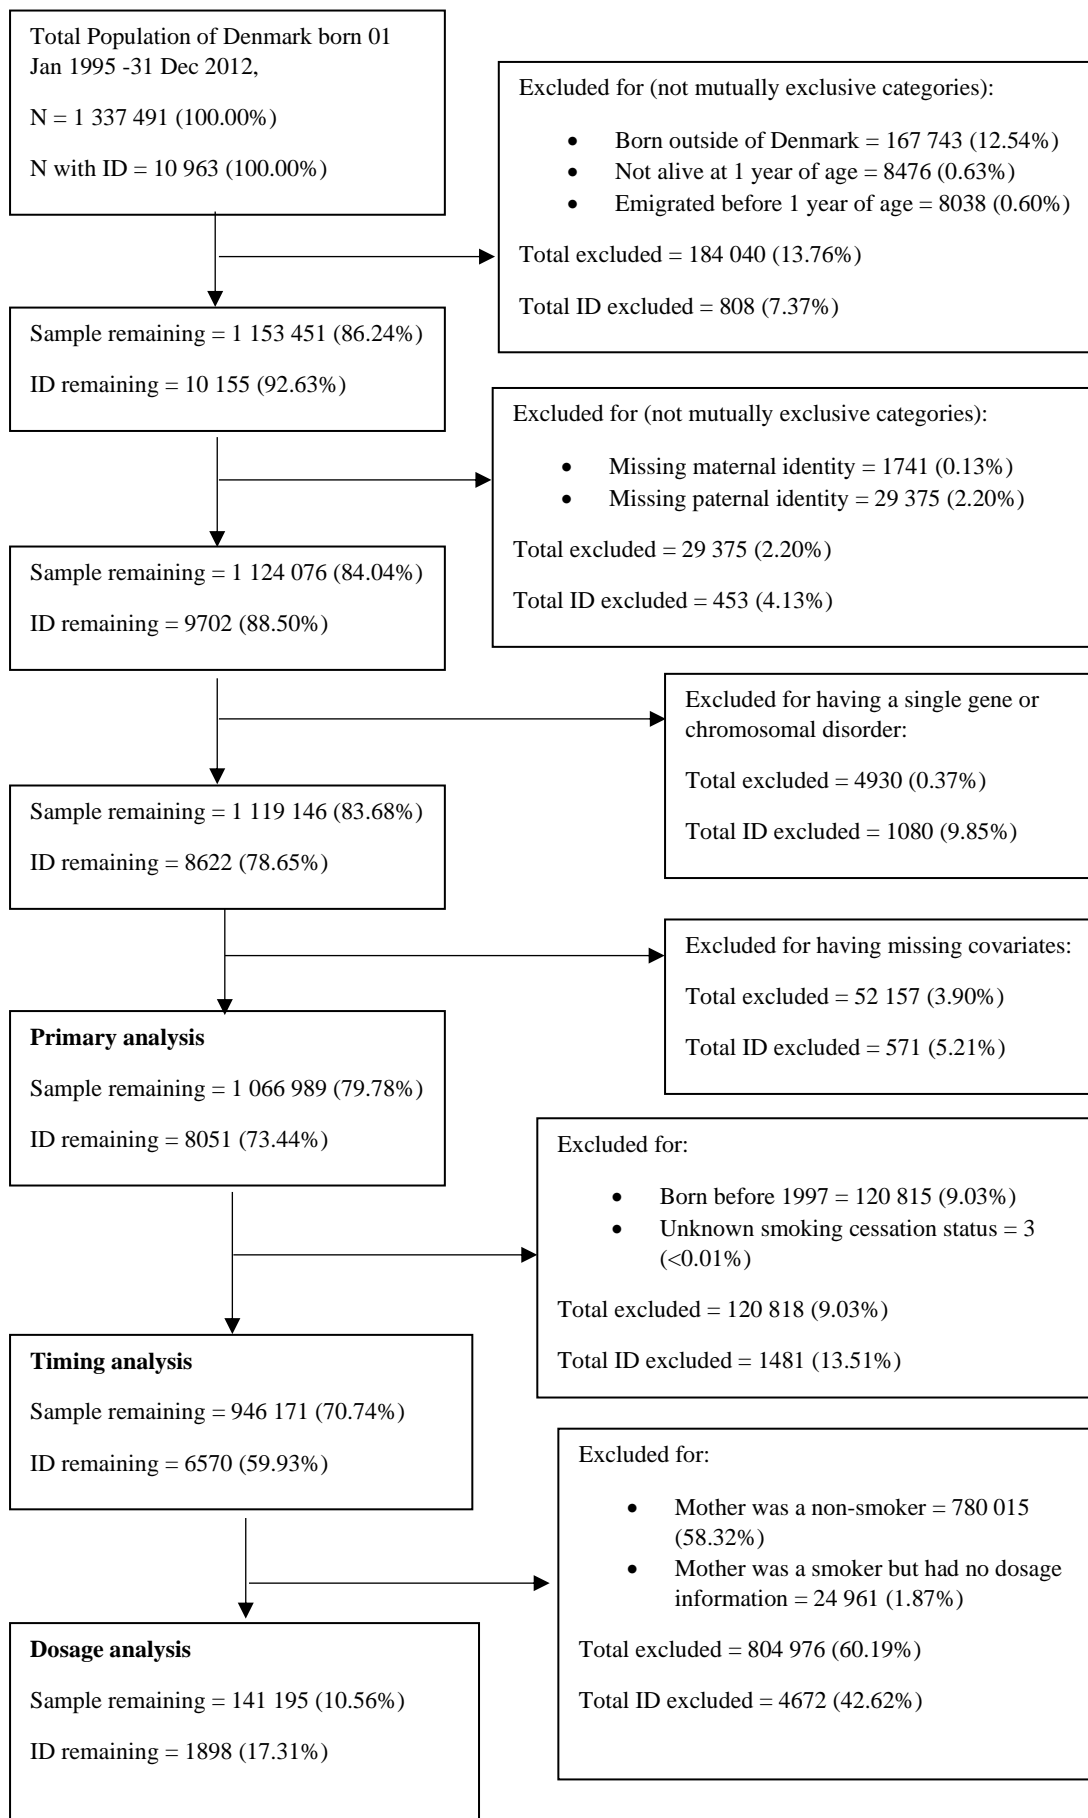 Total Population of Denmark born 01
Jan 1995 -31 Dec 2012,
N = 1 337 491 (100.00%)
N with ID = 10 963 (100.00%)
Excluded for (not mutually exclusive categories):
• Born outside of Denmark = 167 743 (12.54%)
• Not alive at 1 year of age = 8476 (0.63%)
• Emigrated before 1 year of age = 8038 (0.60%)
Total excluded = 184 040 (13.76%)
Total ID excluded = 808 (7.37%)
Sample remaining = 1 153 451 (86.24%)
ID remaining = 10 155 (92.63%)
Excluded for (not mutually exclusive categories):
• Missing maternal identity = 1741 (0.13%)
• Missing paternal identity = 29 375 (2.20%)
Total excluded = 29 375 (2.20%)
Total ID excluded = 453 (4.13%)
Sample remaining = 1 124 076 (84.04%)
ID remaining = 9702 (88.50%)
Excluded for having a single gene or
chromosomal disorder:
Total excluded = 4930 (0.37%)
Total ID excluded = 1080 (9.85%)
Sample remaining = 1 119 146 (83.68%)
ID remaining = 8622 (78.65%)
Excluded for having missing covariates:
Total excluded = 52 157 (3.90%)
Total ID excluded = 571 (5.21%)
Primary analysis
Sample remaining = 1 066 989 (79.78%)
ID remaining = 8051 (73.44%)
Excluded for:
• Born before 1997 = 120 815 (9.03%)
• Unknown smoking cessation status = 3
(<0.01%)
Total excluded = 120 818 (9.03%)
Total ID excluded = 1481 (13.51%)
Timing analysis
Sample remaining = 946 171 (70.74%)
ID remaining = 6570 (59.93%)
Excluded for:
• Mother was a non-smoker = 780 015
(58.32%)
• Mother was a smoker but had no dosage
information = 24 961 (1.87%)
Total excluded = 804 976 (60.19%)
Total ID excluded = 4672 (42.62%)
Dosage analysis
Sample remaining = 141 195 (10.56%)
ID remaining = 1898 (17.31%)